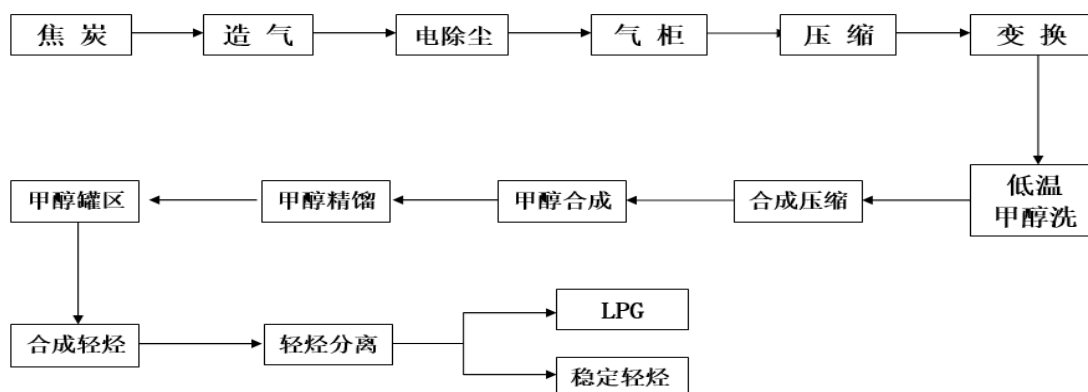 焦 炭
造 气
电除尘
气 柜
压 缩
变 换
低温
甲醇洗
合成压缩
甲醇合成
甲醇精馏
甲醇罐区
合成轻烃
轻烃分离
LPG
稳定轻烃